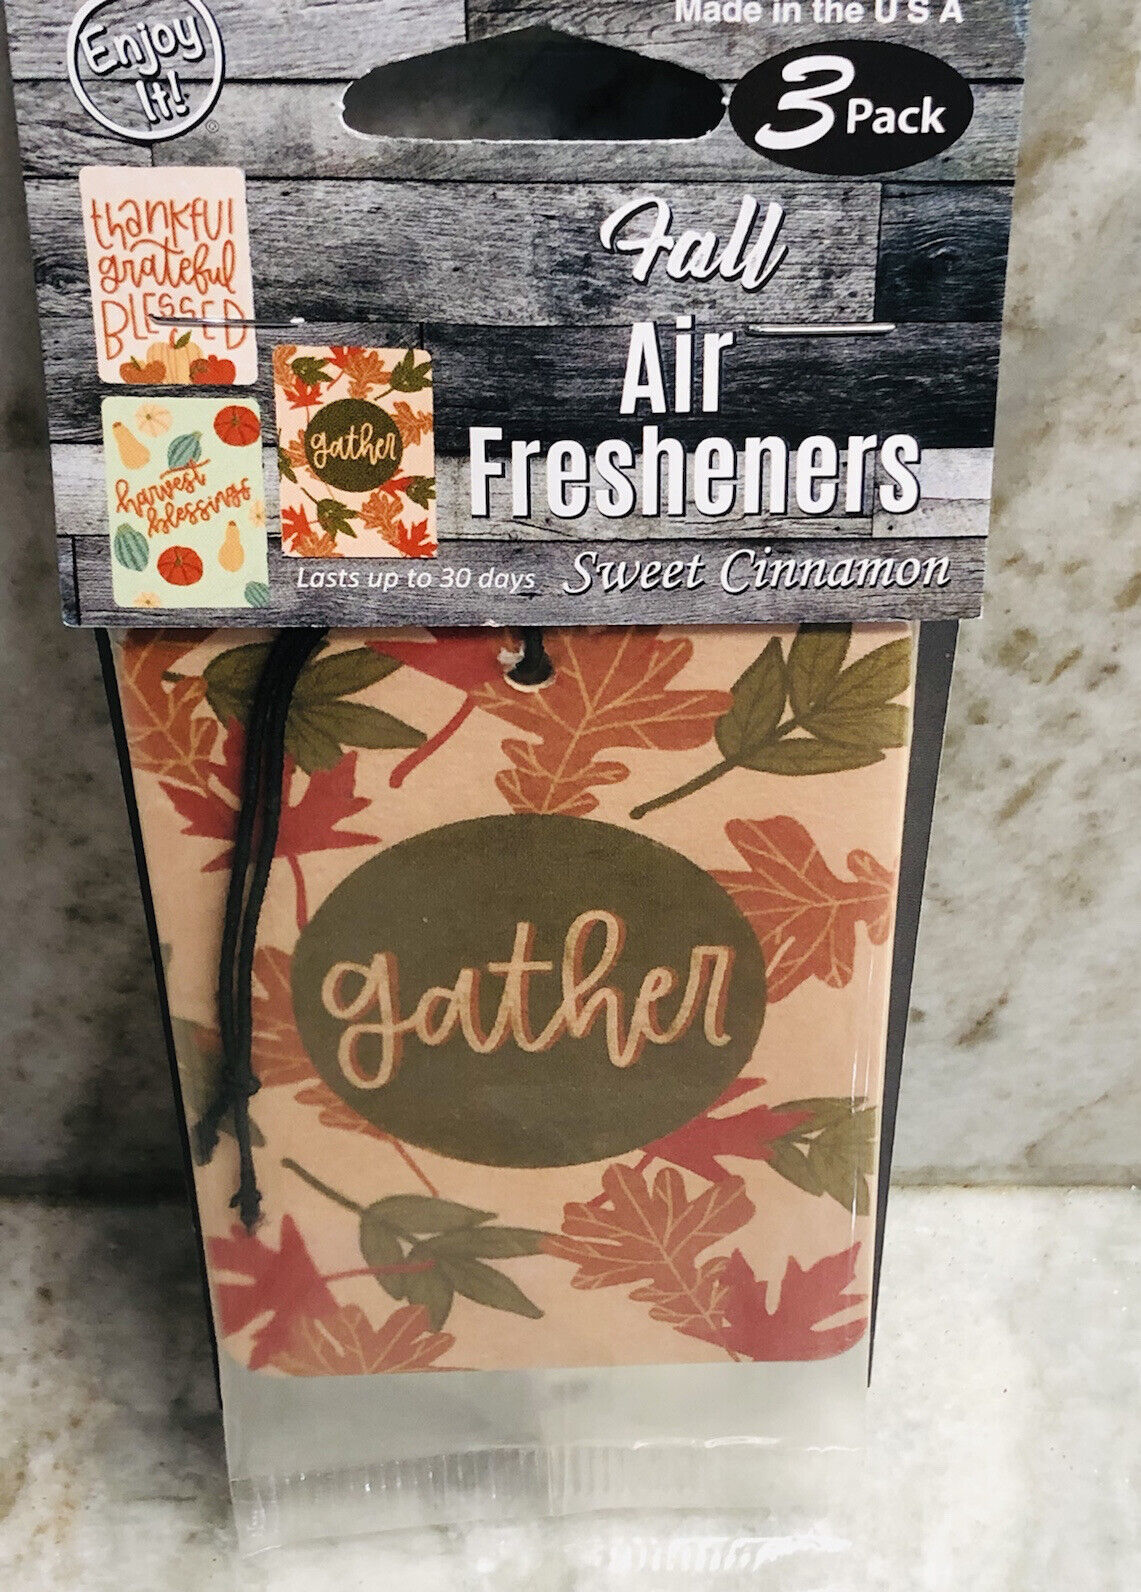 Made in the U S A
Enjoy
It!
3 Pack
Fall
Air
Fresheners
Sweet Cinnamon
Lasts up to 30 days
thankful
grateful
BLESSED
gather
harvest
blessings
gather